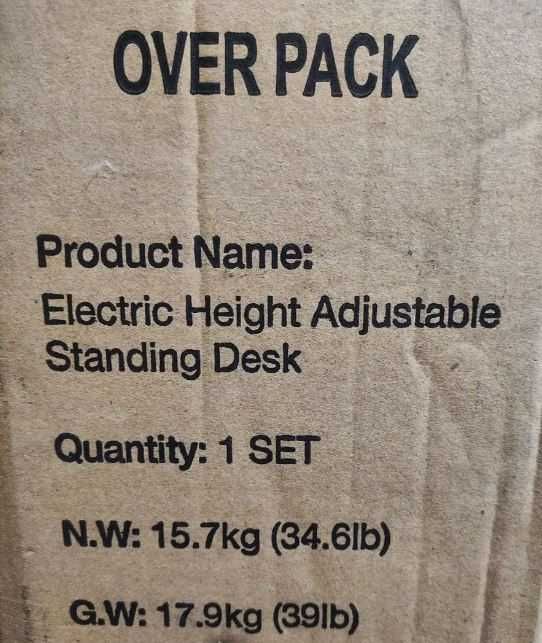 OVER PACK
Product Name:
Electric Height Adjustable
Standing Desk
Quantity: 1 SET
N.W: 15.7kg (34.6lb)
G.W: 17.9kg (39lb)